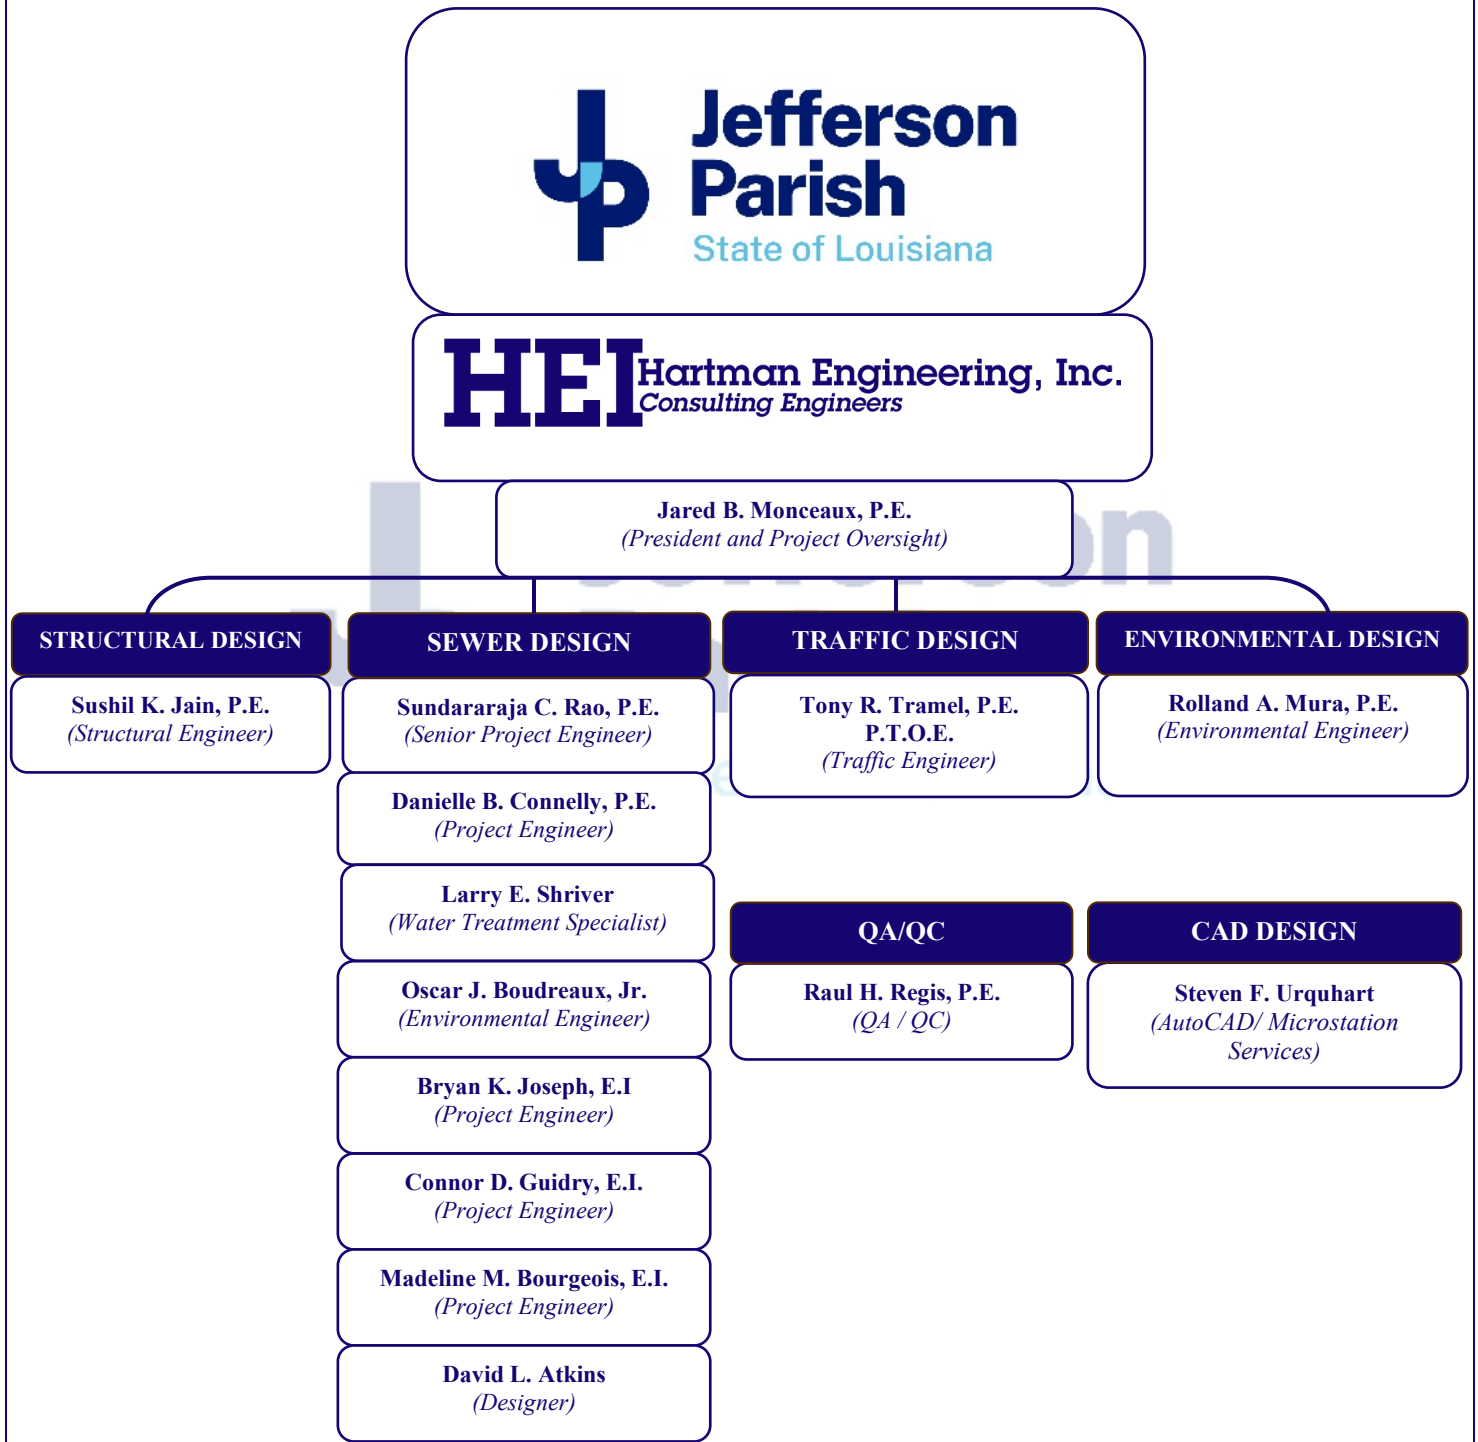 Jefferson
Parish
State of Louisiana
HEI
Hartman Engineering, Inc.
Consulting Engineers
Jared B. Monceaux, P.E.
(President and Project Oversight)
STRUCTURAL DESIGN
Sushil K. Jain, P.E.
(Structural Engineer)
SEWER DESIGN
Sundararaja C. Rao, P.E.
(Senior Project Engineer)
Danielle B. Connelly, P.E.
(Project Engineer)
Larry E. Shriver
(Water Treatment Specialist)
Oscar J. Boudreaux, Jr.
(Environmental Engineer)
Bryan K. Joseph, E.I
(Project Engineer)
Connor D. Guidry, E.I.
(Project Engineer)
Madeline M. Bourgeois, E.I.
(Project Engineer)
David L. Atkins
(Designer)
TRAFFIC DESIGN
Tony R. Tramel, P.E.
P.T.O.E.
(Traffic Engineer)
ENVIRONMENTAL DESIGN
Rolland A. Mura, P.E.
(Environmental Engineer)
QA/QC
Raul H. Regis, P.E.
(QA / QC)
CAD DESIGN
Steven F. Urquhart
(AutoCAD/ Microstation
Services)